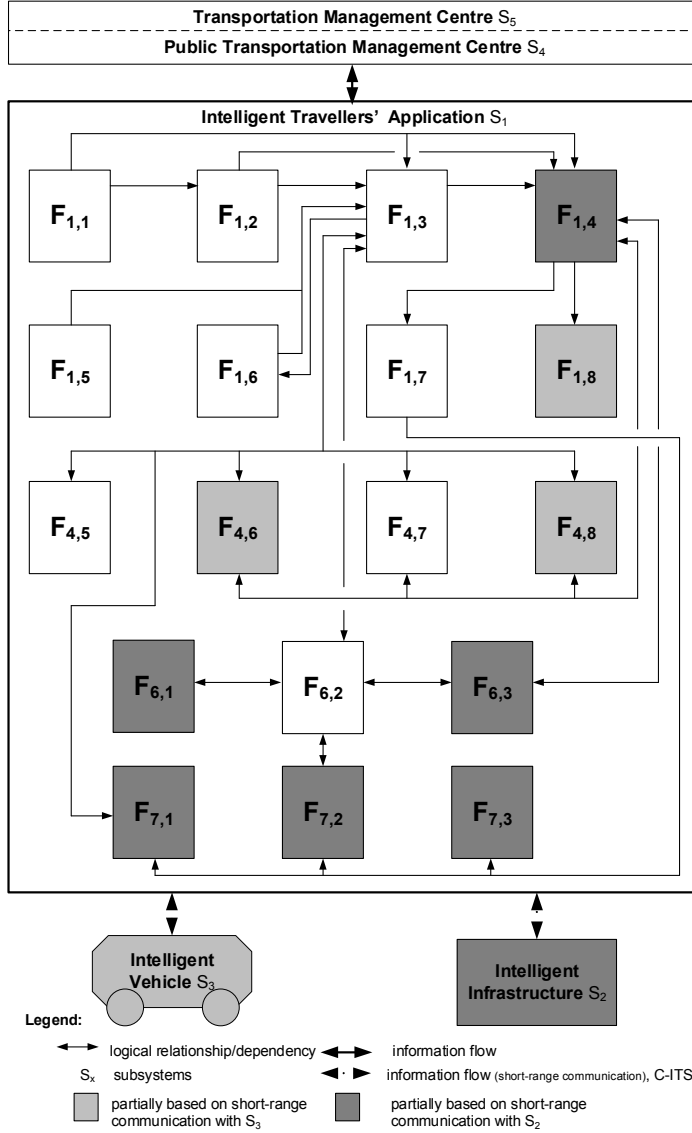 Transportation Management Centre S5
Public Transportation Management Centre S4
Intelligent Travellers' Application S1
F1,1 F1,2 F1,3 F1,4
F1,5 F1,6 F1,7 F1,8
F4,5 F4,6 F4,7 F4,8
F6,1 F6,2 F6,3
F7,1 F7,2 F7,3
Intelligent
Vehicle S3
Intelligent
Infrastructure S2
Legend:
logical relationship/dependency
information flow
Sx subsystems
information flow (short-range communication), C-ITS
partially based on short-range
communication with S3
partially based on short-range
communication with S2